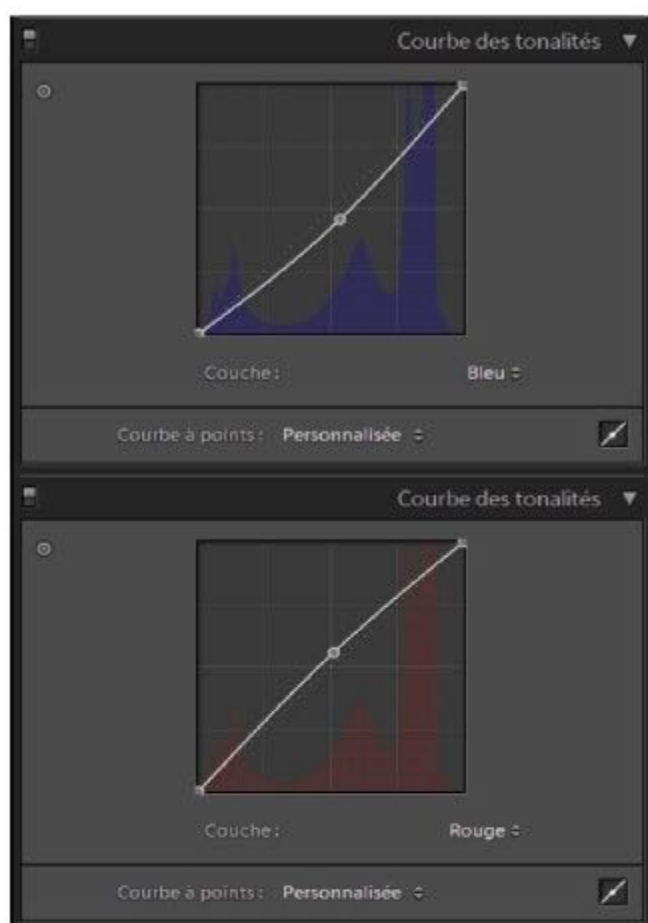 Courbe des tonalités
Couche :
Bleu
Courbe à points : Personnalisée
Courbe des tonalités
Couche :
Rouge
Courbe à points : Personnalisée